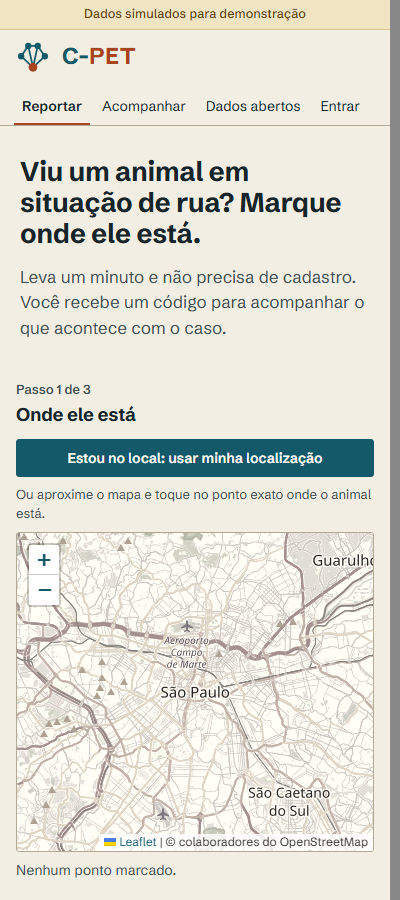 Dados simulados para demonstração
C-PET
Reportar Acompanhar Dados abertos Entrar
Viu um animal em
situação de rua? Marque
onde ele está.
Leva um minuto e não precisa de cadastro.
Você recebe um código para acompanhar o
que acontece com o caso.
Passo 1 de 3
Onde ele está
Estou no local: usar minha localização
Ou aproxime o mapa e toque no ponto exato onde o animal
está.
+
−
Guarulho
Aeroporto
Campo
de Marte
São Paulo
São Caetano
do Sul
Leaflet | © colaboradores do OpenStreetMap
Nenhum ponto marcado.